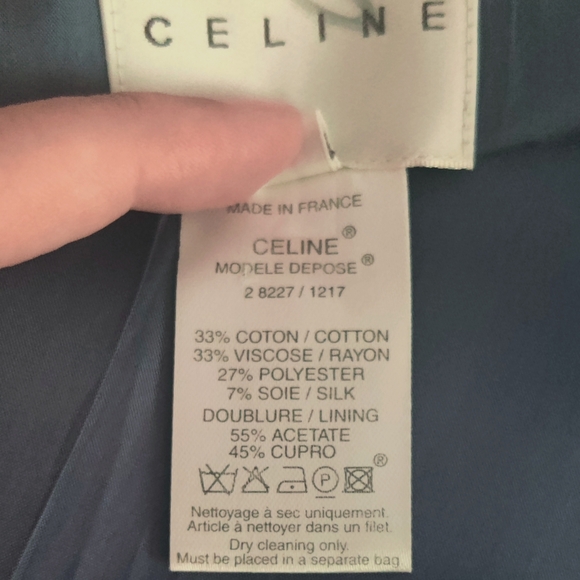 CELINE
MADE IN FRANCE
CELINE®
MODELE DEPOSE®
2 8227 / 1217
33% COTON / COTTON
33% VISCOSE / RAYON
27% POLYESTER
7% SOIE / SILK
DOUBLURE / LINING
55% ACETATE
45% CUPRO
P ®
Nettoyage à sec uniquement.
Article à nettoyer dans un filet.
Dry cleaning only.
Must be placed in a separate bag